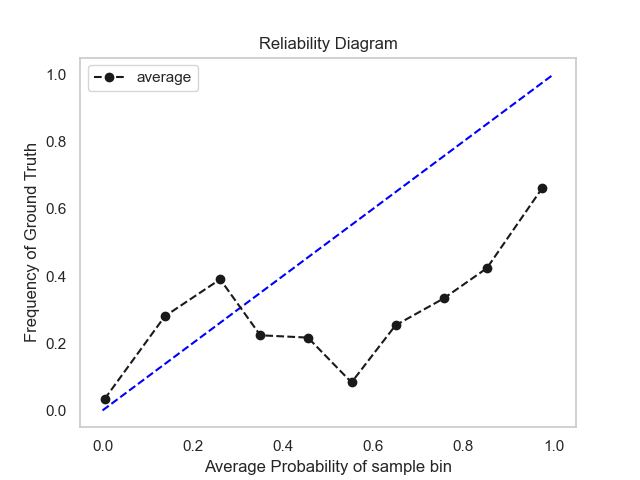 Reliability Diagram
average
Frequency of Ground Truth
1.0
0.8
0.6
0.4
0.2
0.0
0.0 0.2 0.4 0.6 0.8 1.0
Average Probability of sample bin